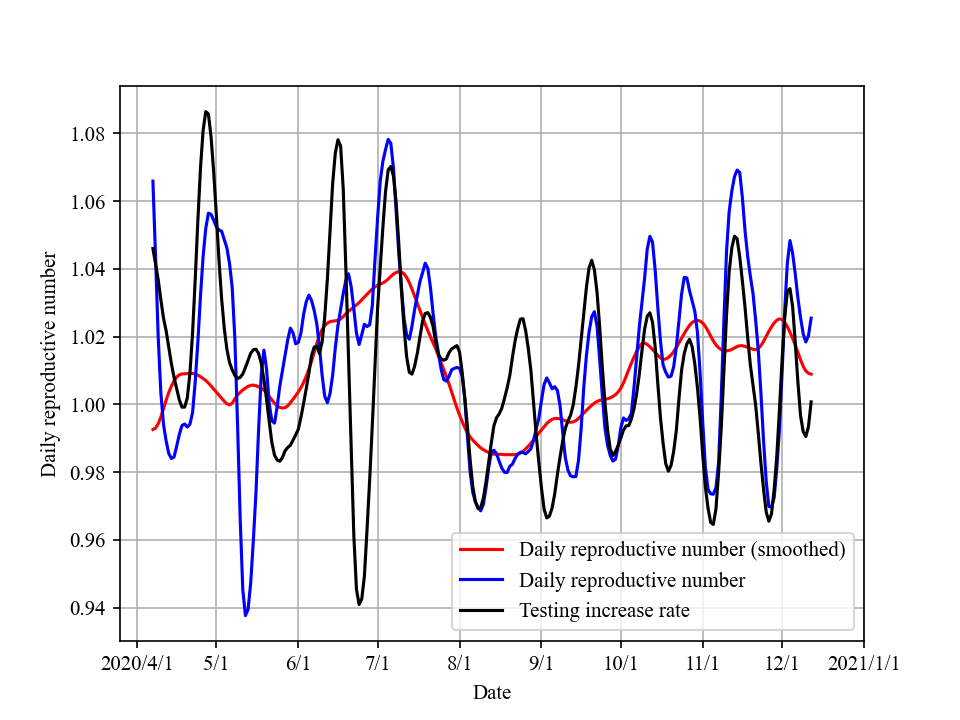 Daily reproductive number
1.08
1.06
1.04
1.02
1.00
0.98
0.96
0.94
Daily reproductive number (smoothed)
Daily reproductive number
Testing increase rate
2020/4/1 5/1 6/1 7/1 8/1 9/1 10/1 11/1 12/1 2021/1/1
Date